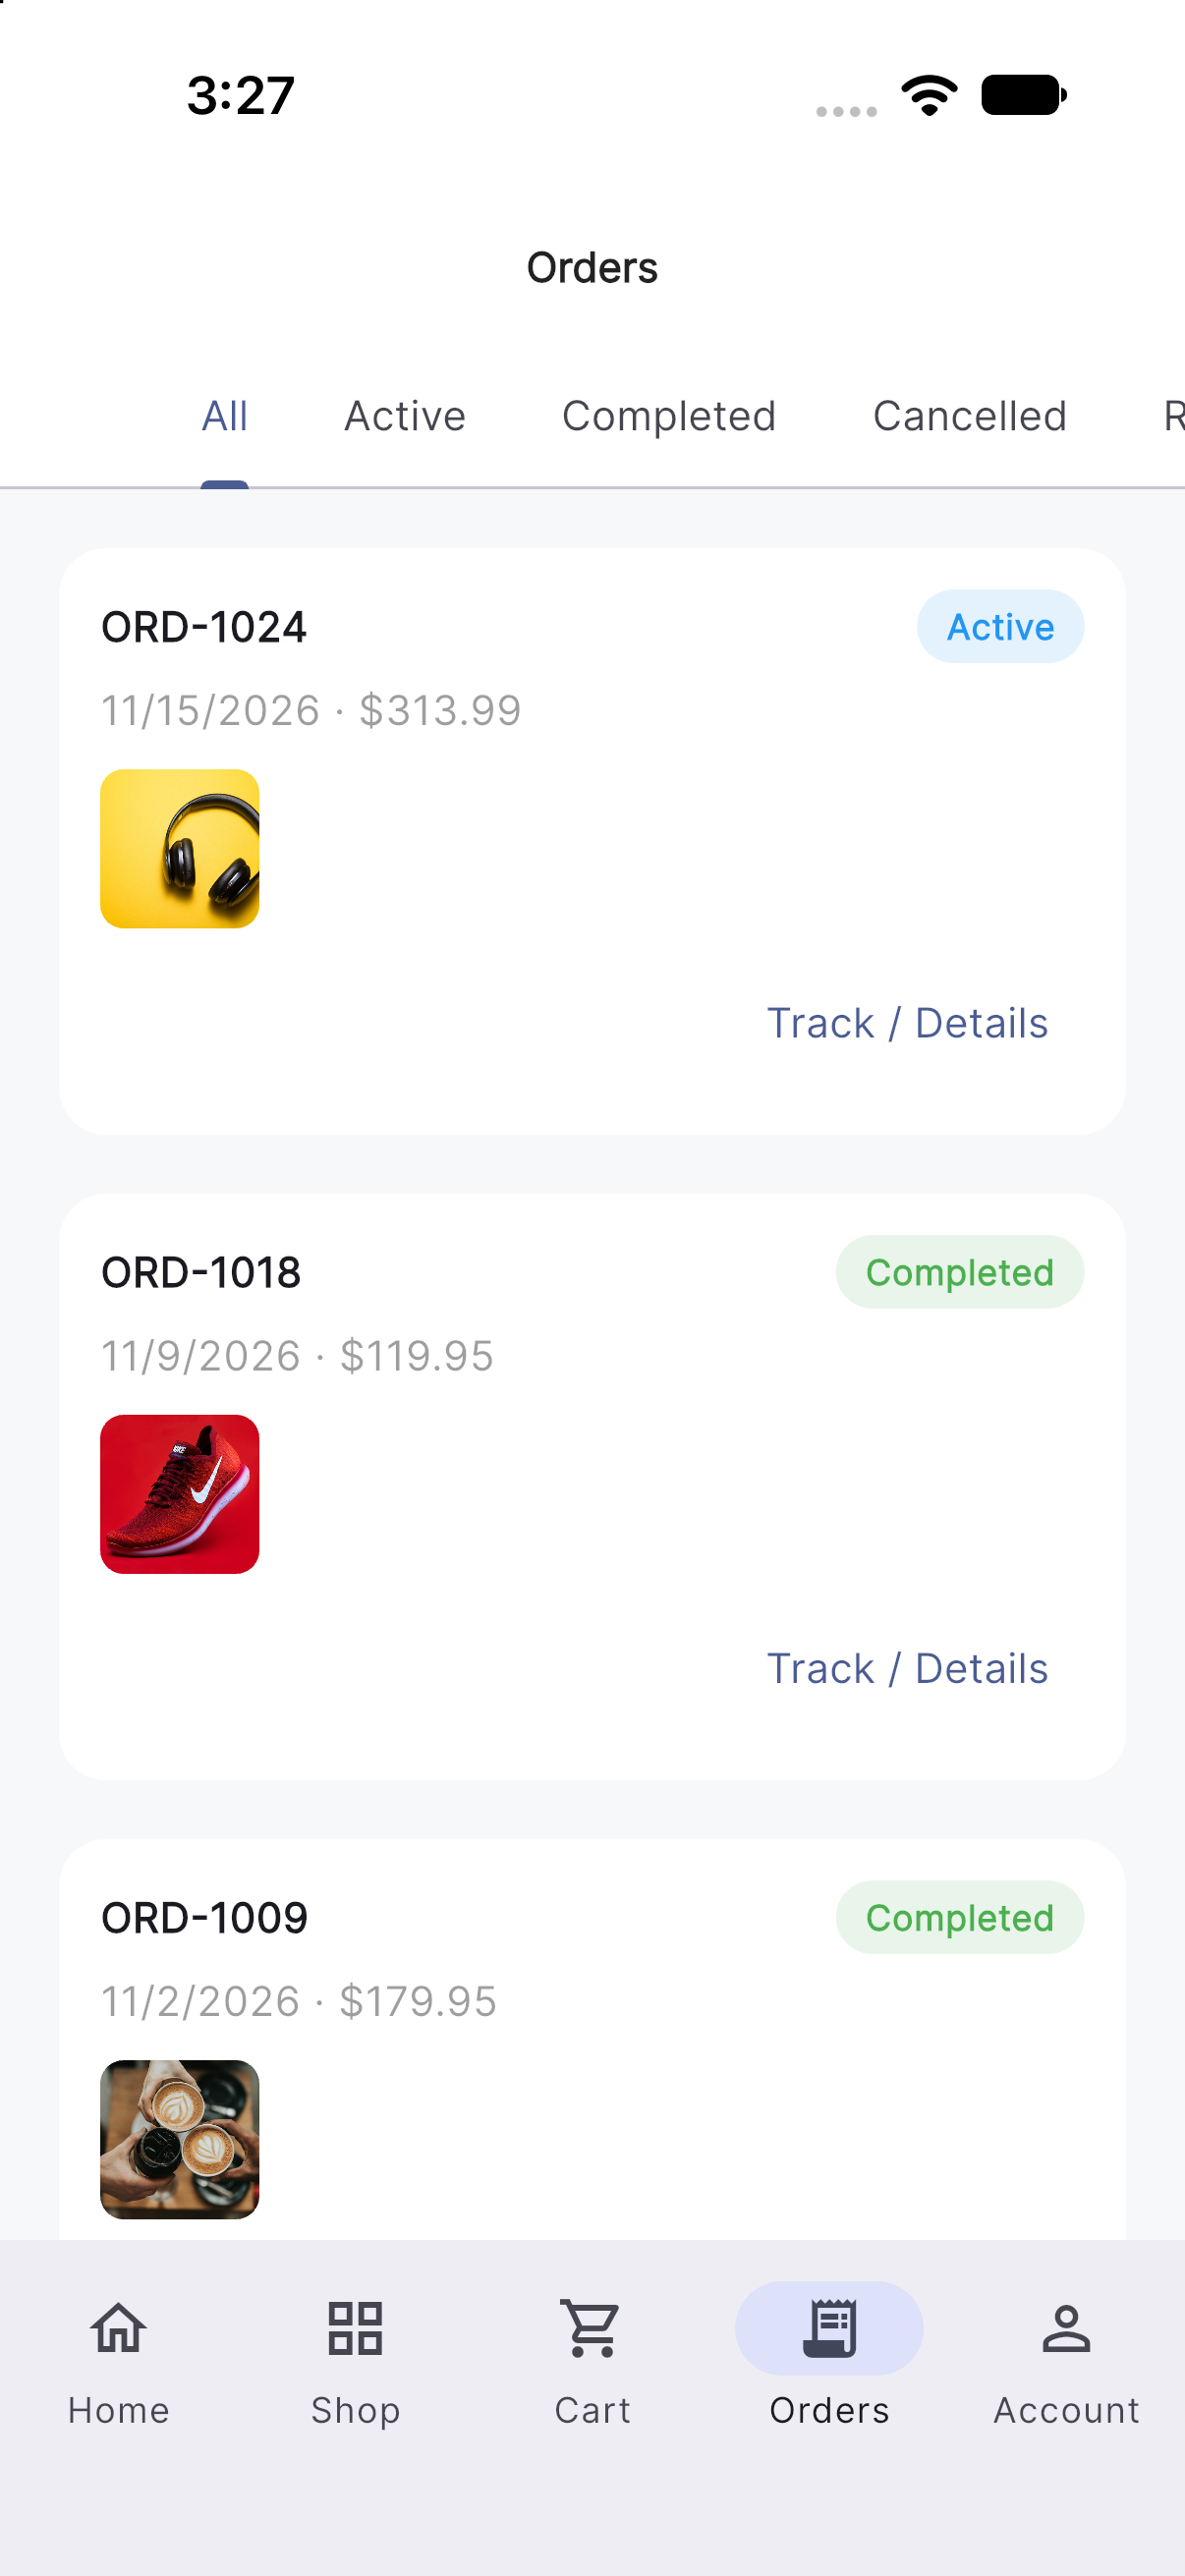 3:27
Orders
All Active Completed Cancelled R
ORD-1024 Active
11/15/2026 · $313.99
Track / Details
ORD-1018 Completed
11/9/2026 · $119.95
NIKE
Track / Details
ORD-1009 Completed
11/2/2026 · $179.95
Home Shop Cart Orders Account